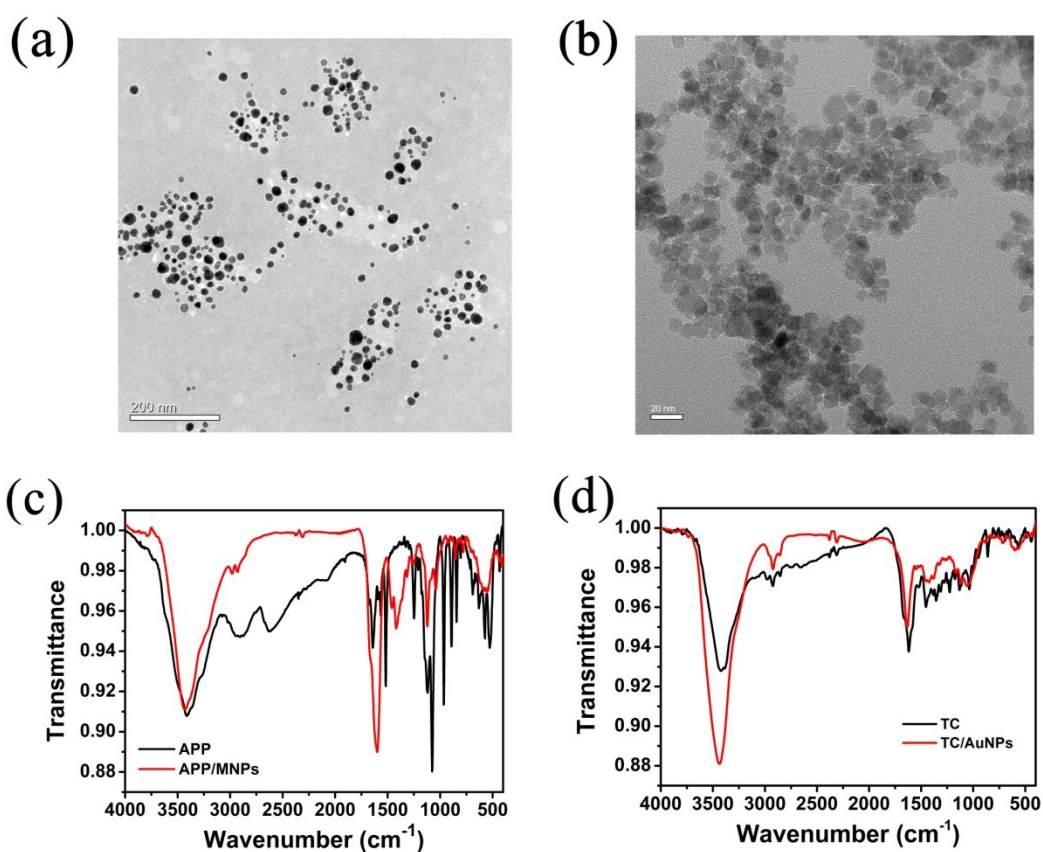 (a)
200 nm
(b)
20 nm
(c)
1.00
0.98
0.96
0.94
0.92
0.90
0.88
Transmittance
APP
APP/MNPs
4000 3500 3000 2500 2000 1500 1000 500
Wavenumber (cm⁻¹)
(d)
1.00
0.98
0.96
0.93
0.92
0.90
0.88
Transmittance
TC
TC/AuNPs
4000 3500 3000 2500 2000 1500 1000 500
Wavenumber (cm⁻¹)